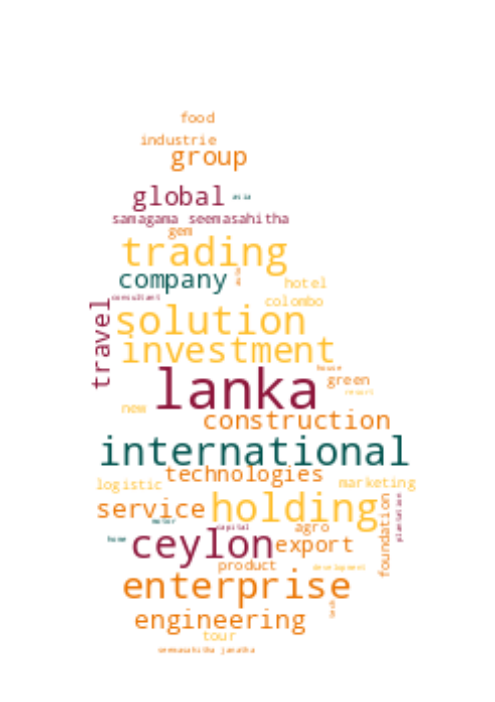 food
industrie
group
global asia
samagama seemasahitha
gem
trading
company
hotel
consultant
colombo
travel
solution
investment
house
lanka
green
resort
new
construction
international
technologies
logistic
marketing
service
holding
foundation
plantation
motor
capital
agro
home
ceylon
export
product
development
enterprise
engineering
tour
seemasahitha janatha